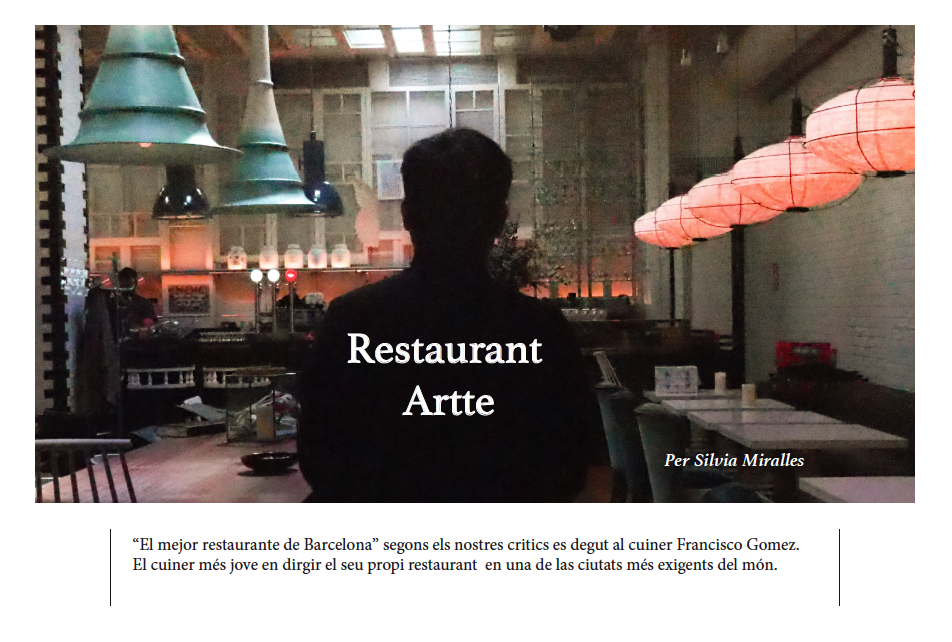 Restaurant
Artte
Per Silvia Miralles
“El mejor restaurante de Barcelona” segons els nostres critics es degut al cuiner Francisco Gomez.
El cuiner més jove en dirgir el seu propi restaurant  en una de las ciutats més exigents del món.